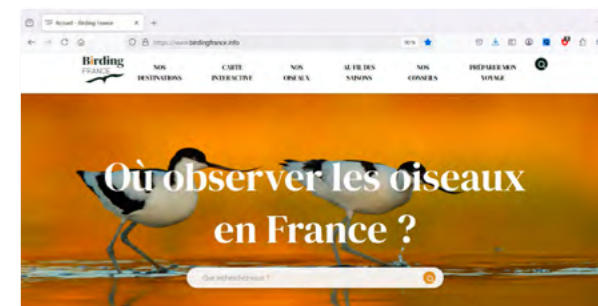 Accueil - Birding France
https://www.birdingfrance.info
90%
Birding
FRANCE
NOS
DESTINATIONS
CARTE
INTERACTIVE
NOS
OISEAUX
AU FIL DES
SAISONS
NOS
CONSEILS
PRÉPARER MON
VOYAGE
Où observer les oiseaux
en France ?
Que recherchez-vous ?